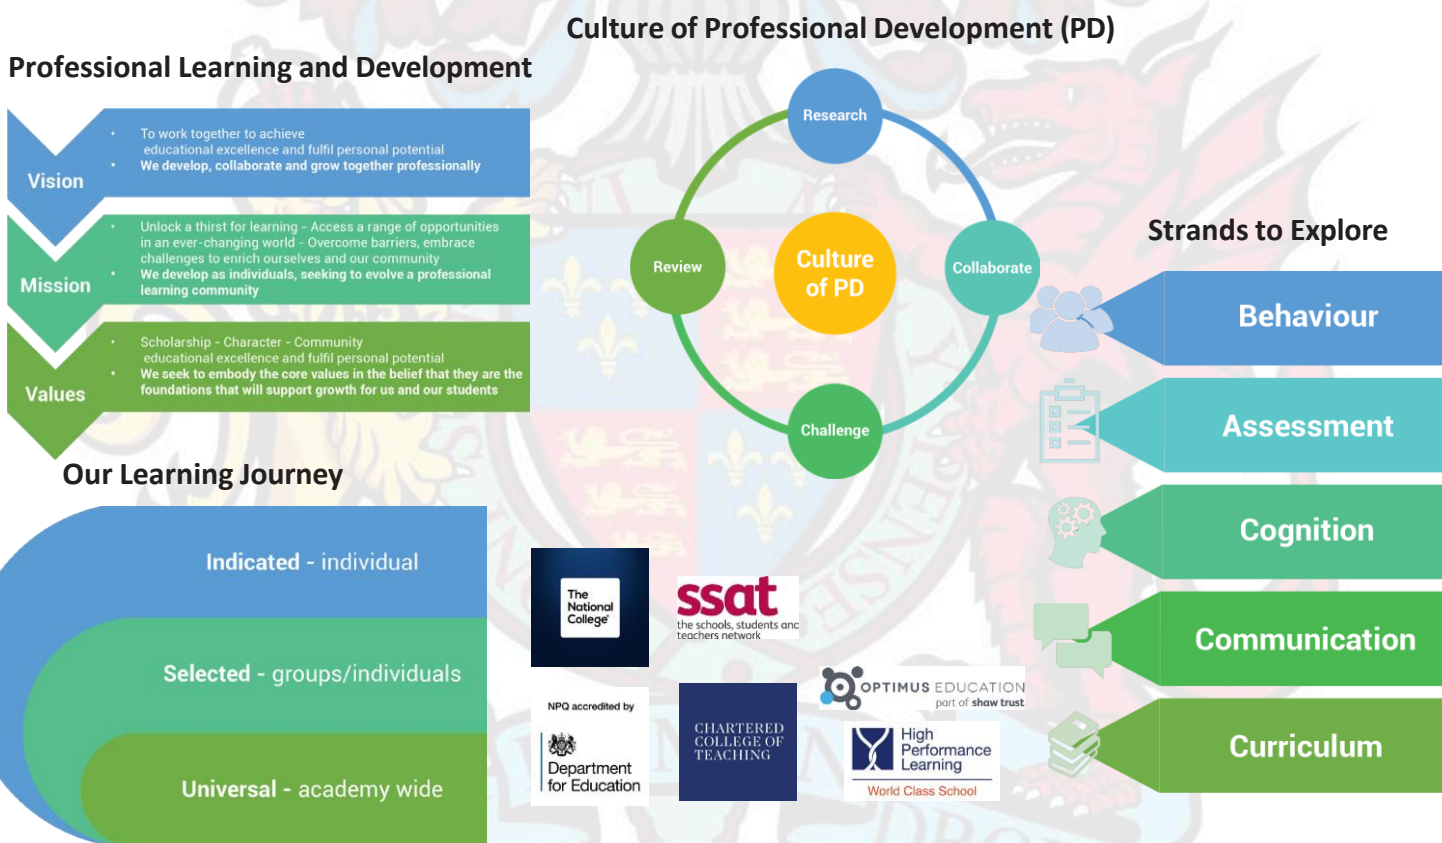 Culture of Professional Development (PD)
Professional Learning and Development
Vision
• To work together to achieve
educational excellence and fulfil personal potential
• We develop, collaborate and grow together professionally
Mission
• Unlock a thirst for learning - Access a range of opportunities
in an ever-changing world - Overcome barriers, embrace
challenges to enrich ourselves and our community
• We develop as individuals, seeking to evolve a professional
learning community
Values
• Scholarship - Character - Community
educational excellence and fulfil personal potential
• We seek to embody the core values in the belief that they are the
foundations that will support growth for us and our students
Research
Collaborate
Challenge
Review
Culture
of PD
Strands to Explore
Behaviour
Assessment
Cognition
Communication
Curriculum
Our Learning Journey
Indicated - individual
Selected - groups/individuals
Universal - academy wide
The
National
College
ssat
the schools, students and
teachers network
NPQ accredited by
Department
for Education
CHARTERED
COLLEGE OF
TEACHING
OPTIMUS EDUCATION
part of shaw trust
High
Performance
Learning
World Class School